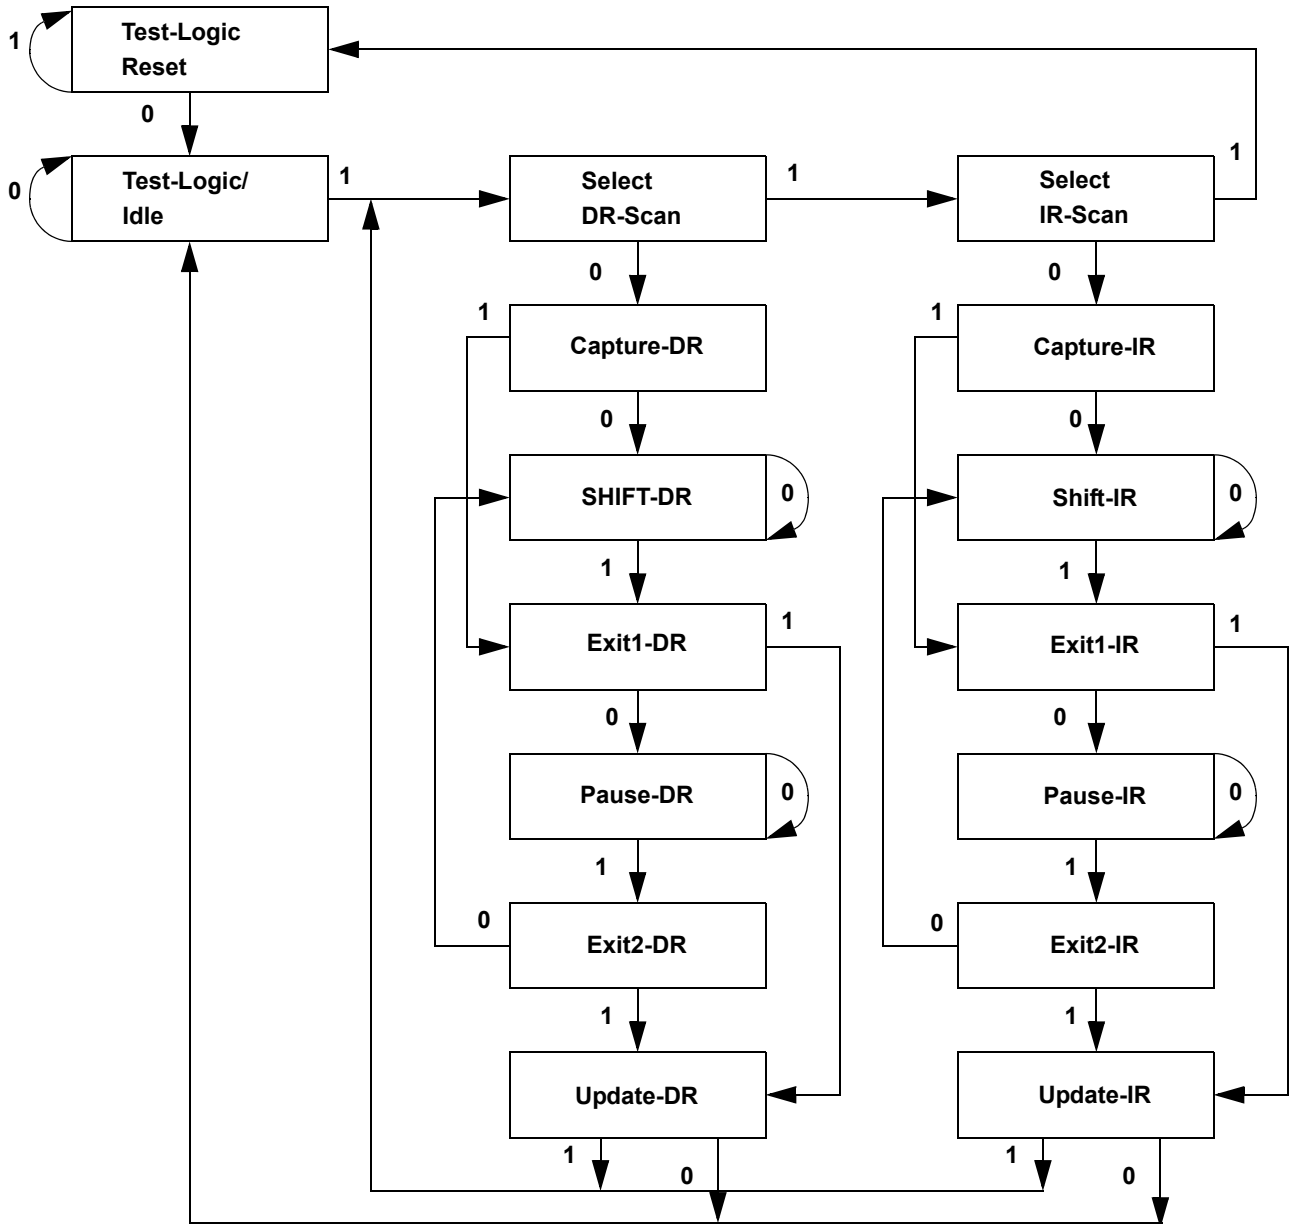 Test-Logic
Reset
1
0
Test-Logic/
Idle
0
1
Select
DR-Scan
1
Select
IR-Scan
1
0
0
1
Capture-DR
1
Capture-IR
0
0
SHIFT-DR
0
Shift-IR
0
1
1
Exit1-DR
1
Exit1-IR
1
0
0
Pause-DR
0
Pause-IR
0
1
1
0
Exit2-DR
0
Exit2-IR
1
1
Update-DR
Update-IR
1
0
1
0